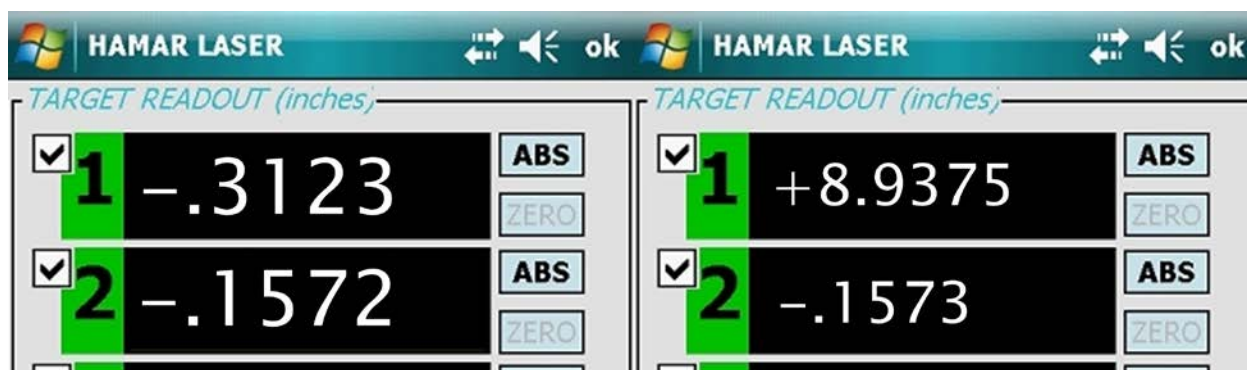 HAMAR LASER ok
TARGET READOUT (inches)
1 -.3123 ABS
ZERO
2 -.1572 ABS
ZERO
HAMAR LASER ok
TARGET READOUT (inches)
1 +8.9375 ABS
ZERO
2 -.1573 ABS
ZERO